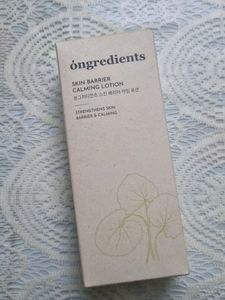 ongredients
SKIN BARRIER
CALMING LOTION
온그리디언츠 스킨 베리어 카밍 로션
STRENGTHENS SKIN
BARRIER & CALMING